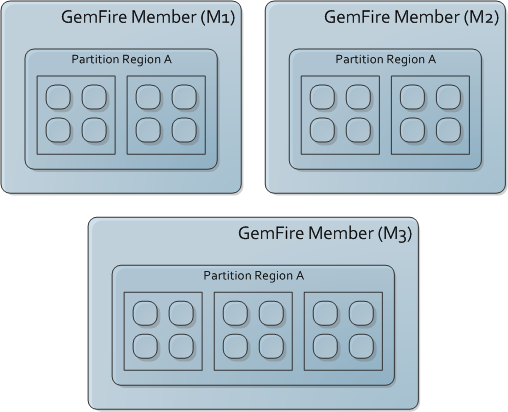 GemFire Member (M1)
Partition Region A
GemFire Member (M2)
Partition Region A
GemFire Member (M3)
Partition Region A